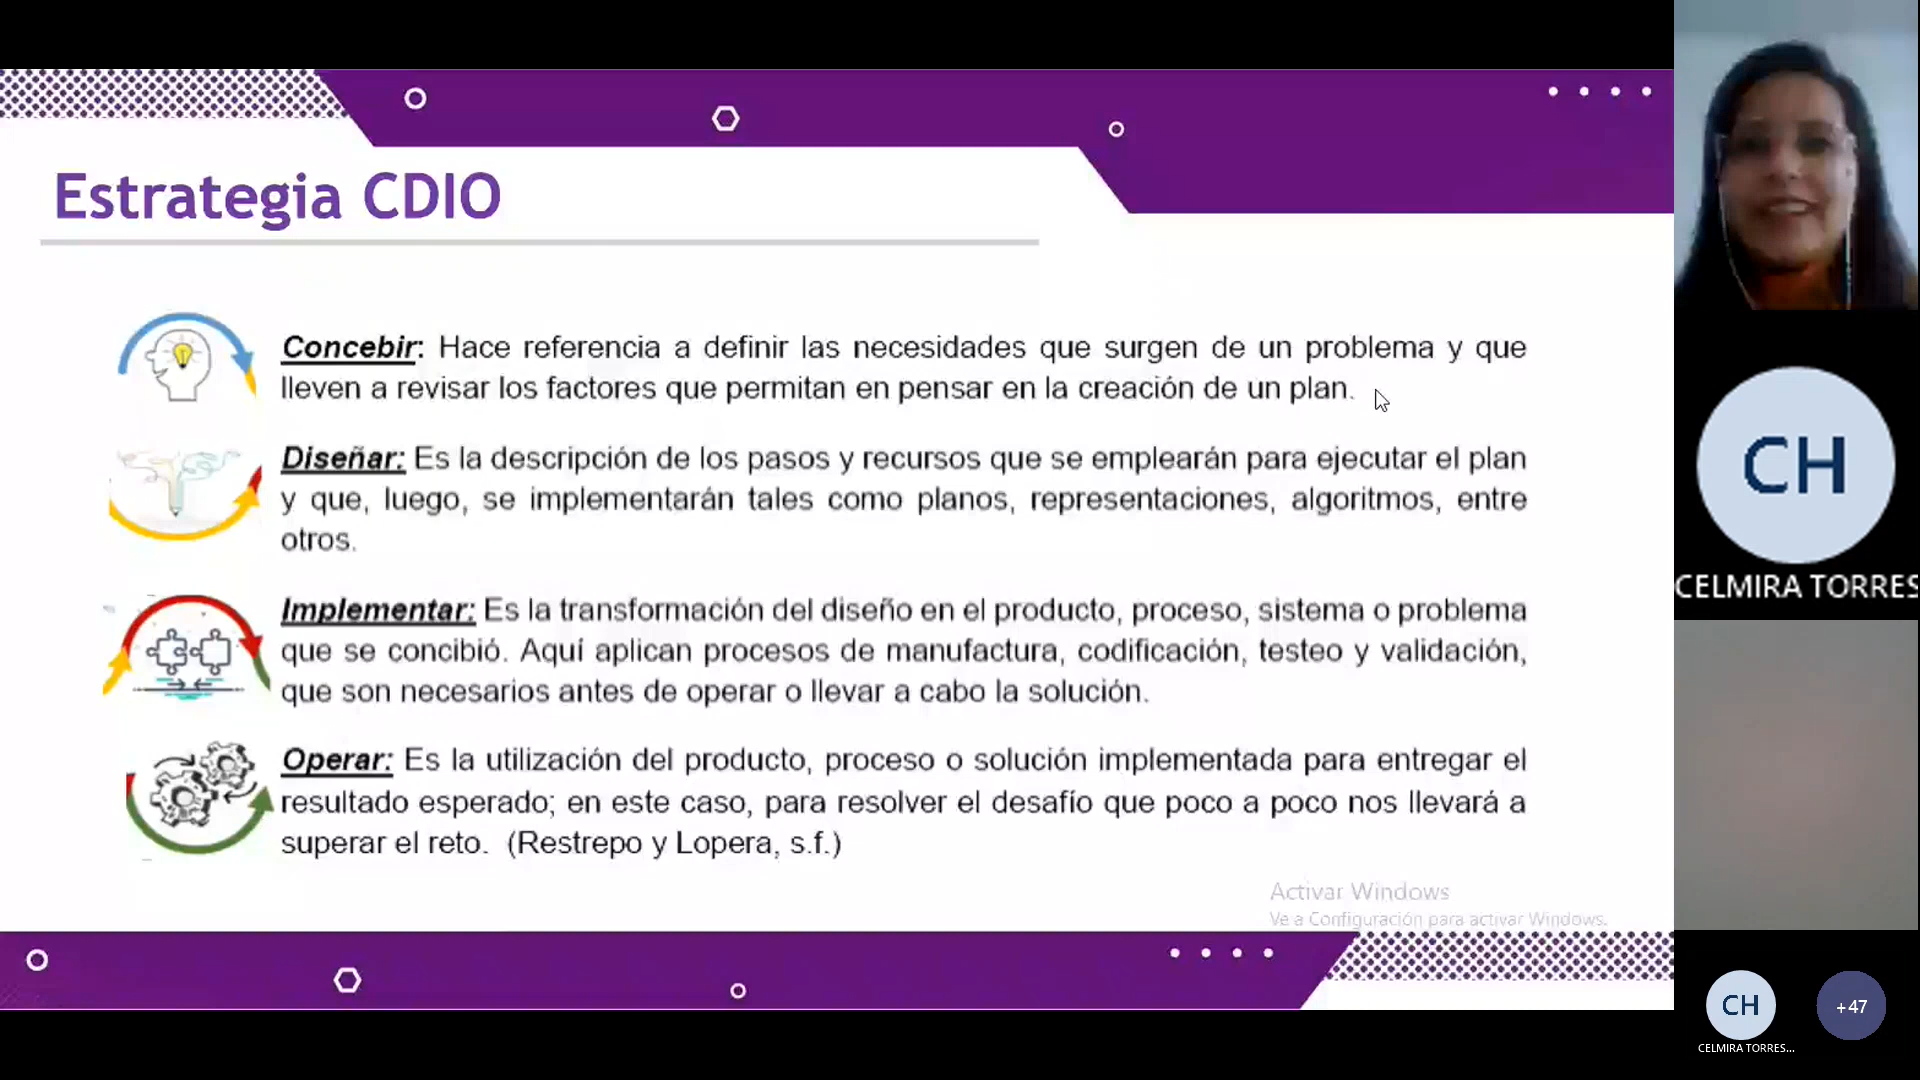 Estrategia CDIO
Concebir: Hace referencia a definir las necesidades que surgen de un problema y que
lleven a revisar los factores que permitan en pensar en la creación de un plan.
Diseñar: Es la descripción de los pasos y recursos que se emplearán para ejecutar el plan
y que, luego, se implementarán tales como planos, representaciones, algoritmos, entre
otros.
Implementar: Es la transformación del diseño en el producto, proceso, sistema o problema
que se concibió. Aquí aplican procesos de manufactura, codificación, testeo y validación,
que son necesarios antes de operar o llevar a cabo la solución.
Operar: Es la utilización del producto, proceso o solución implementada para entregar el
resultado esperado; en este caso, para resolver el desafío que poco a poco nos llevará a
superar el reto. (Restrepo y Lopera, s.f.)
Activar Windows
Ve a Configuración para activar Windows.
CH
CELMIRA TORRES
CH
+47
CELMIRA TORRES...